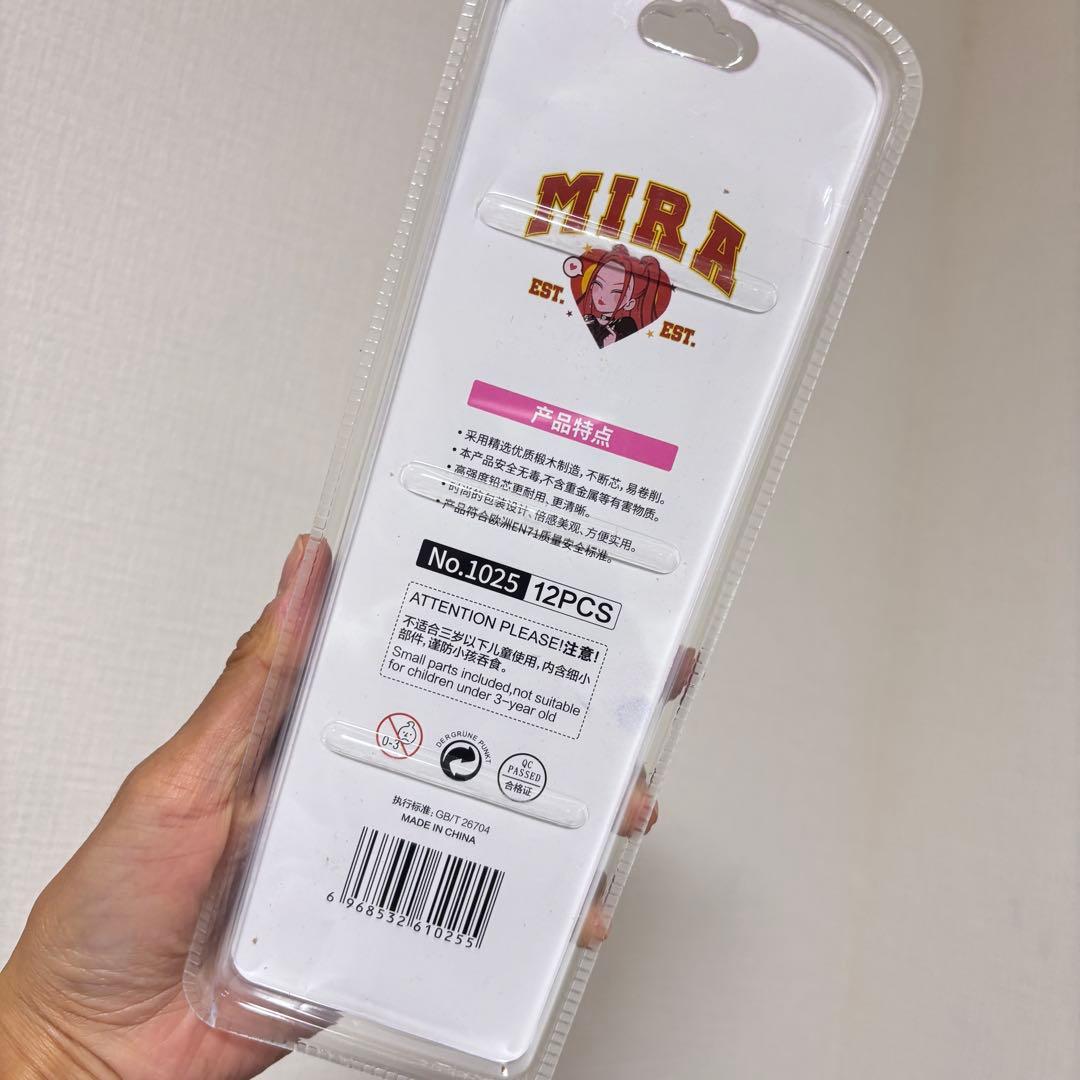 MIRA
EST.
EST.
产品特点
• 采用精选优质椴木制造，不断芯，易卷削。
• 本产品安全无毒，不含重金属等有害物质。
• 高强度铅芯更耐用、更清晰。
• 时尚的包装设计、倍感美观、方便实用。
• 产品符合欧洲EN71质量安全标准。
No.1025 12PCS
ATTENTION PLEASE!注意!
不适合三岁以下儿童使用，内含细小
部件，谨防小孩吞食。
Small parts included,not suitable
for children under 3-year old
0-3
DER GRÜNE PUNKT
QC
PASSED
合格证
执行标准：GB/T 26704
MADE IN CHINA
6 968532 610255